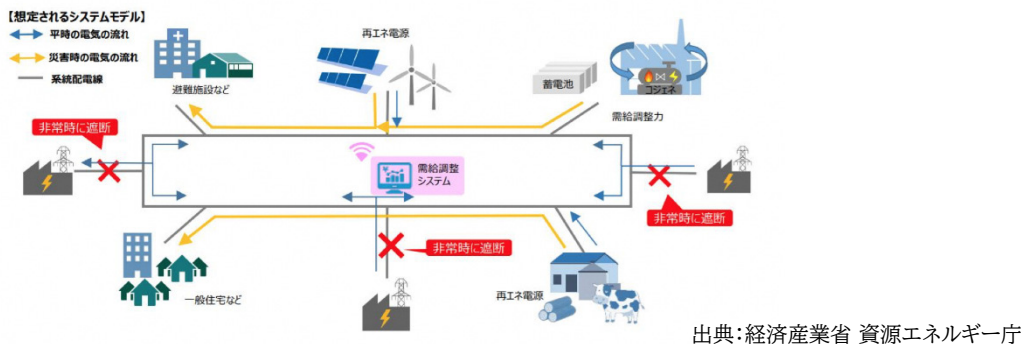 【想定されるシステムモデル】
平時の電気の流れ
災害時の電気の流れ
系統配電線
避難施設など
再エネ電源
蓄電池
コジェネ
需給調整力
非常時に遮断
需給調整
システム
非常時に遮断
非常時に遮断
一般住宅など
再エネ電源
出典：経済産業省 資源エネルギー庁